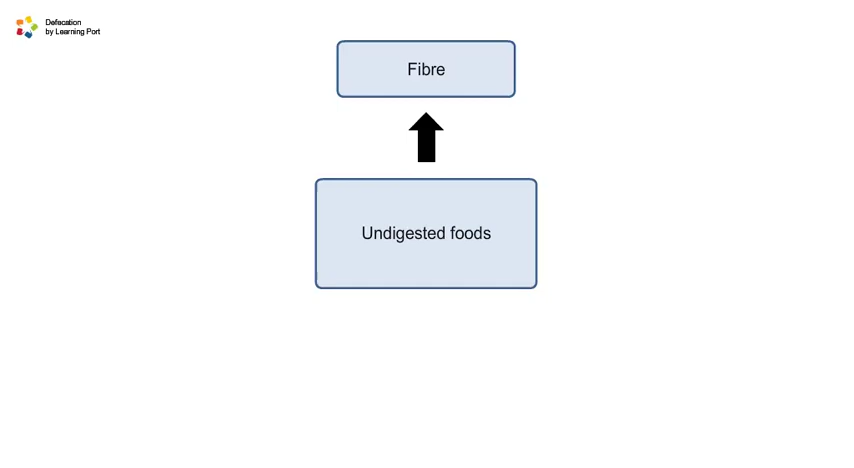 Defecation
by Learning Port
Fibre
Undigested foods